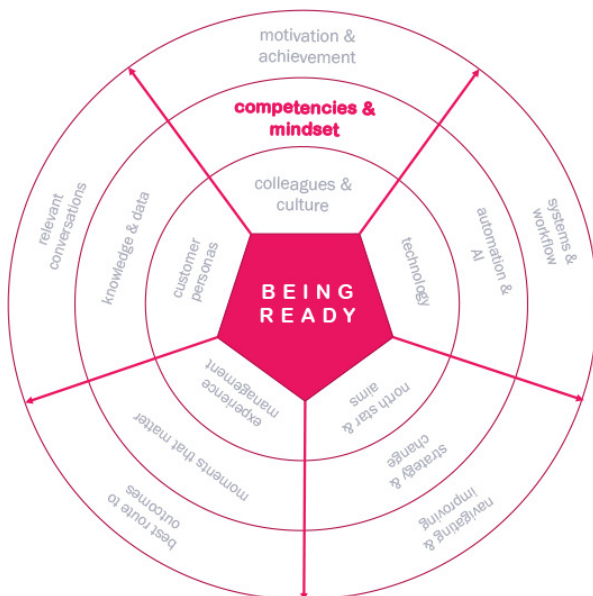 motivation &
achievement
competencies &
mindset
colleagues &
culture
relevant
conversations
knowledge & data
customer
personas
BEING
READY
technology
automation &
AI
systems &
workflow
experience
management
north star &
aims
moments that matter
strategy &
change
best route to
outcomes
navigating &
improving